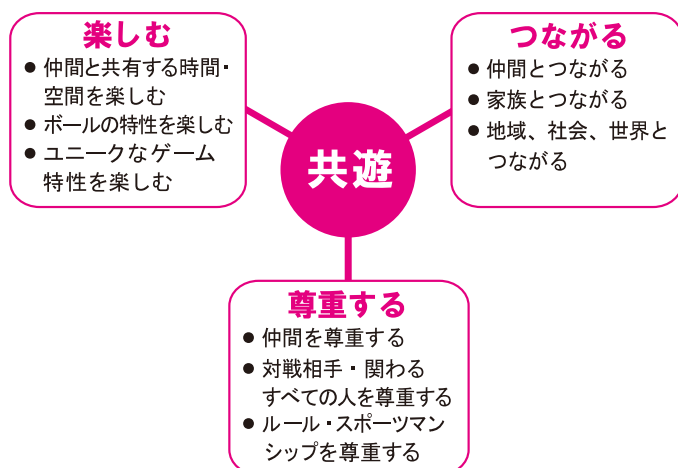 楽しむ
● 仲間と共有する時間・
空間を楽しむ
● ボールの特性を楽しむ
● ユニークなゲーム
特性を楽しむ
つながる
● 仲間とつながる
● 家族とつながる
● 地域、社会、世界と
つながる
共遊
尊重する
● 仲間を尊重する
● 対戦相手・関わる
すべての人を尊重する
● ルール・スポーツマン
シップを尊重する